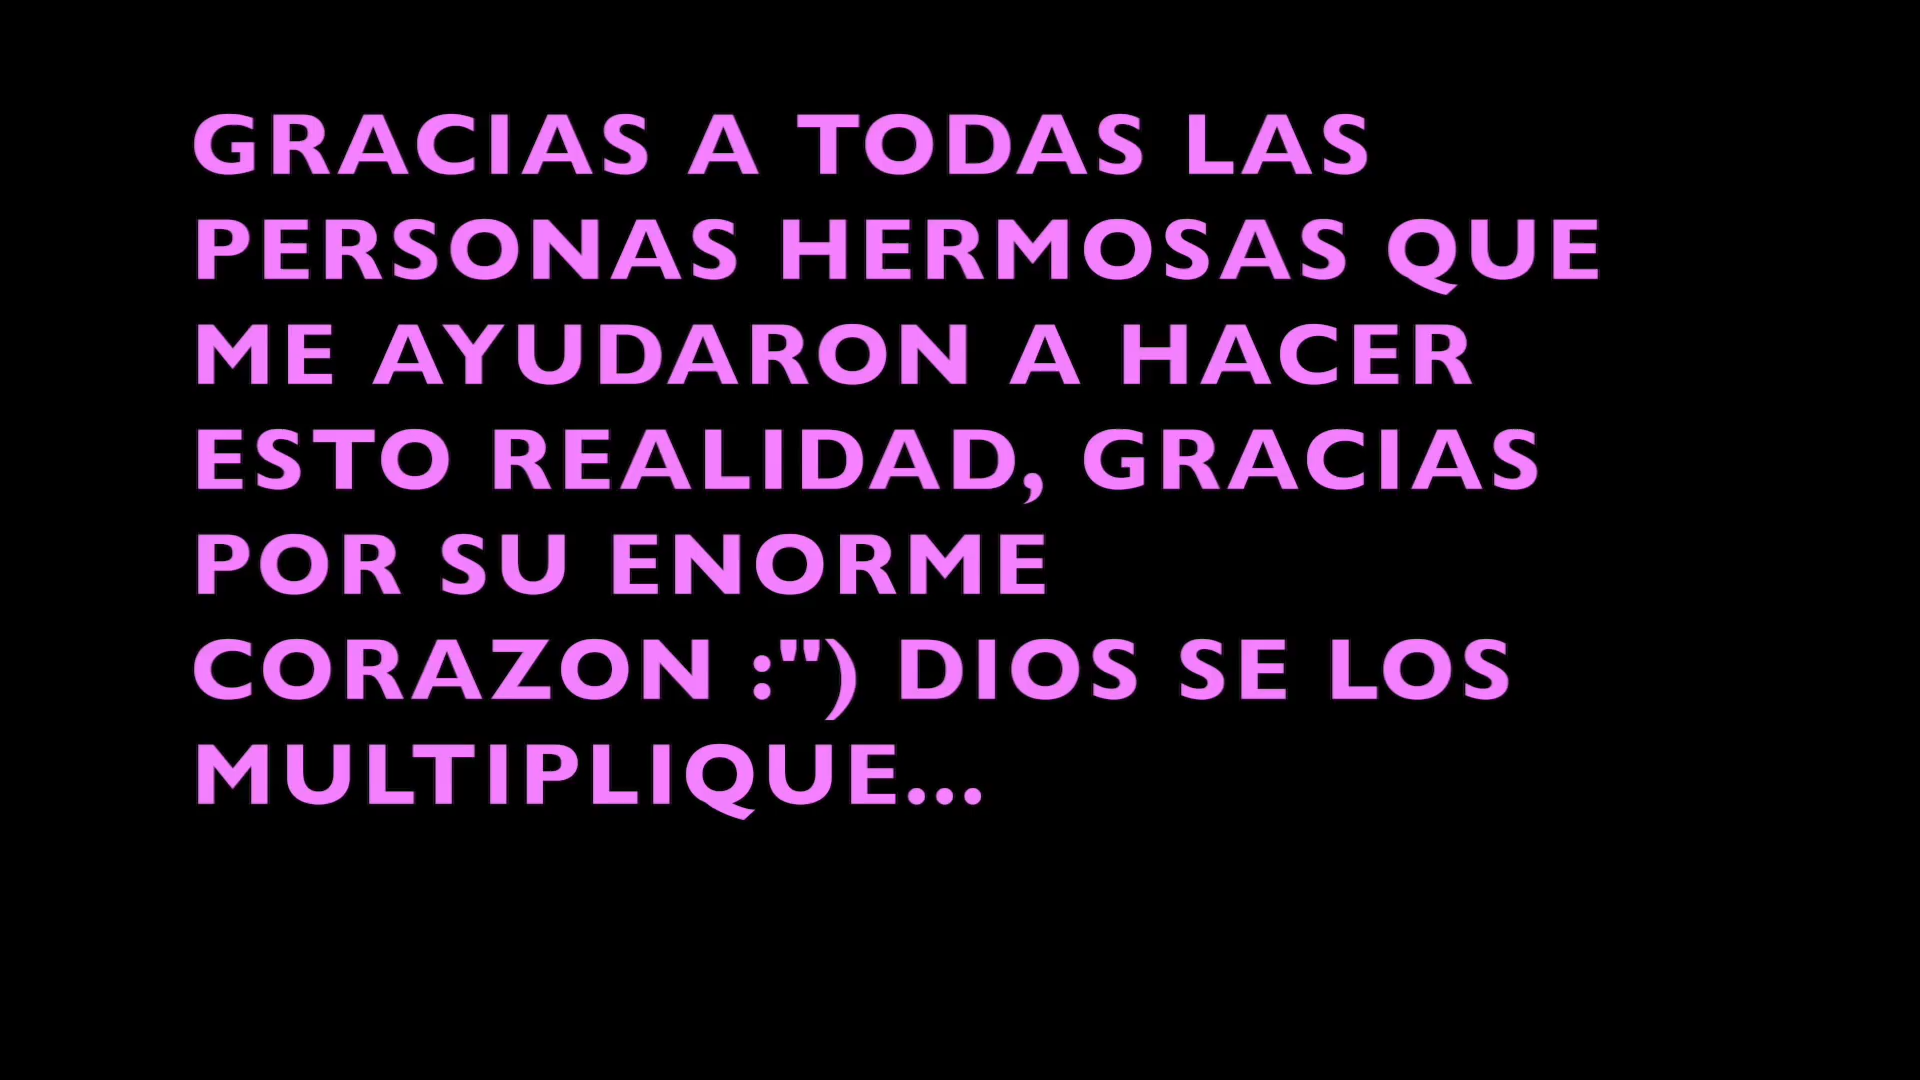 GRACIAS A TODAS LAS
PERSONAS HERMOSAS QUE
ME AYUDARON A HACER
ESTO REALIDAD, GRACIAS
POR SU ENORME
CORAZON :") DIOS SE LOS
MULTIPLIQUE...